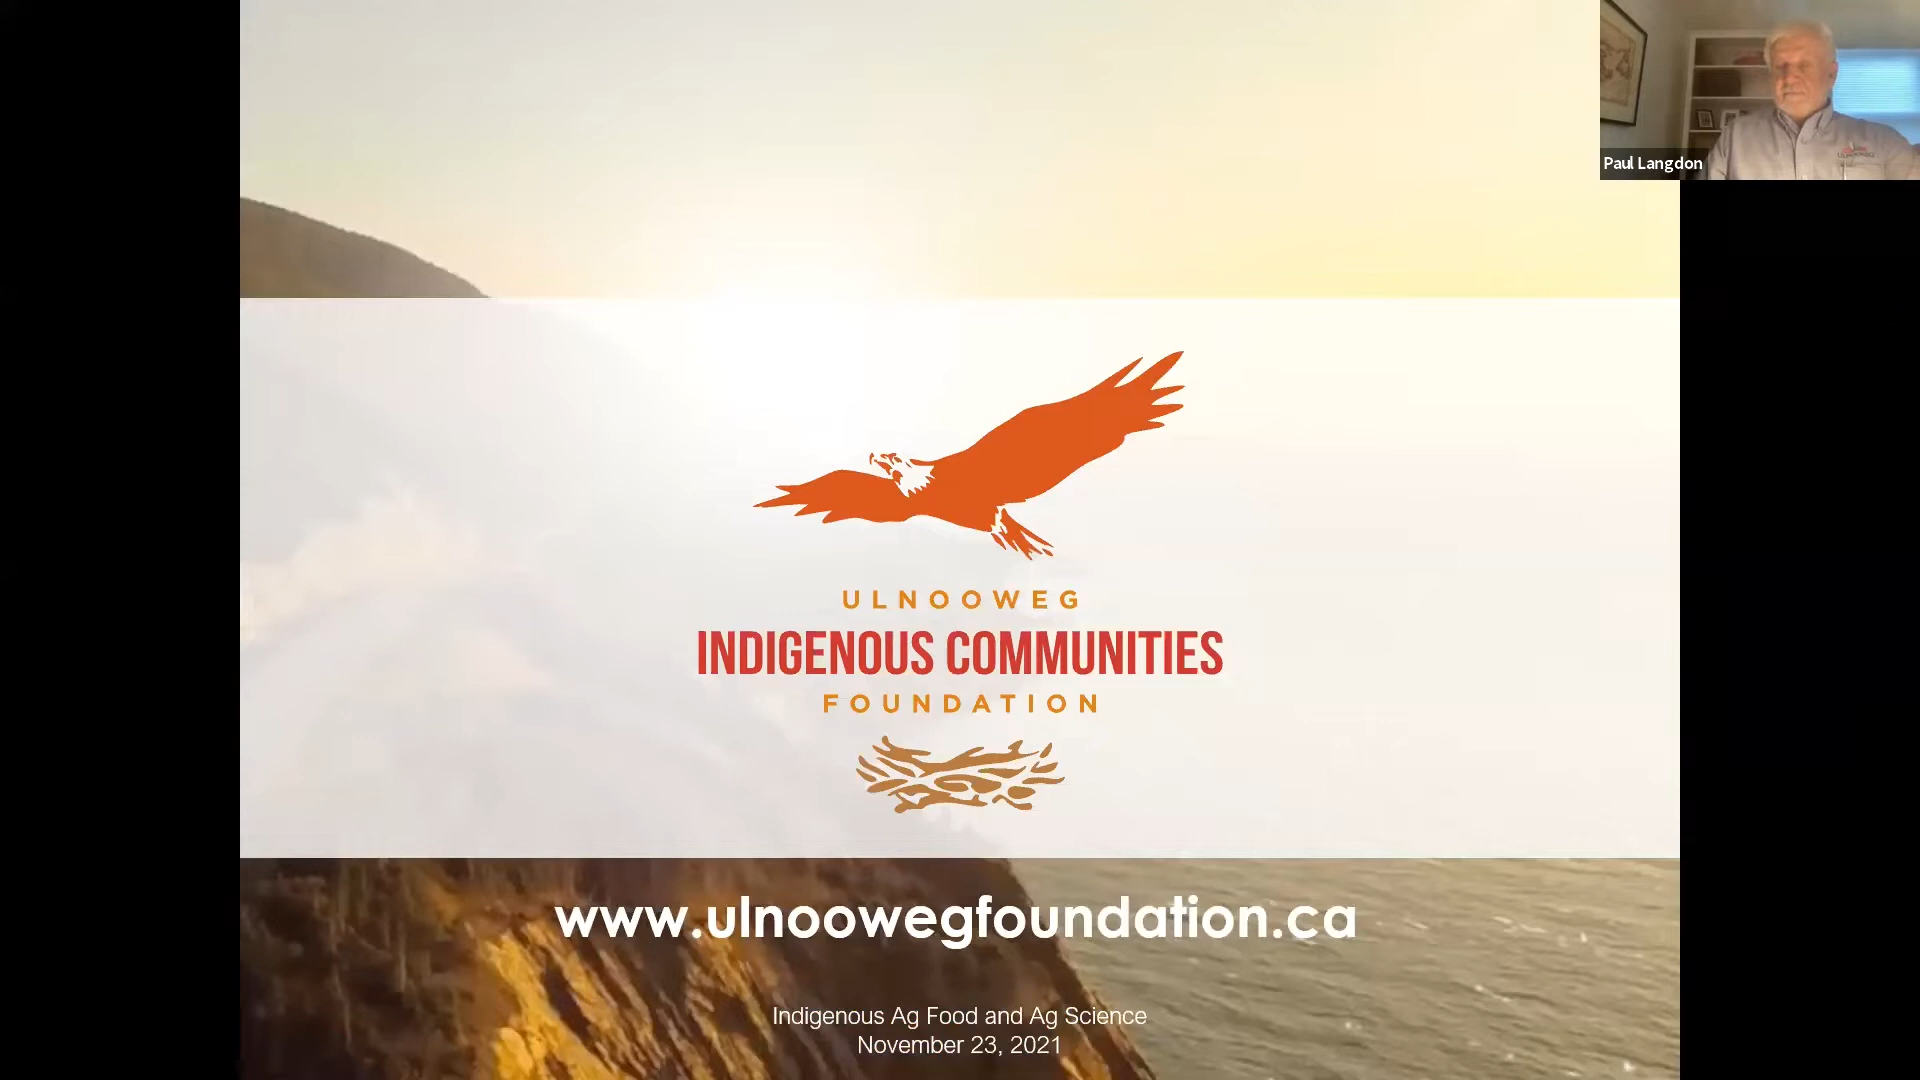 Paul Langdon
ULNOOWEG
INDIGENOUS COMMUNITIES
FOUNDATION
www.ulnoowegfoundation.ca
Indigenous Ag Food and Ag Science
November 23, 2021